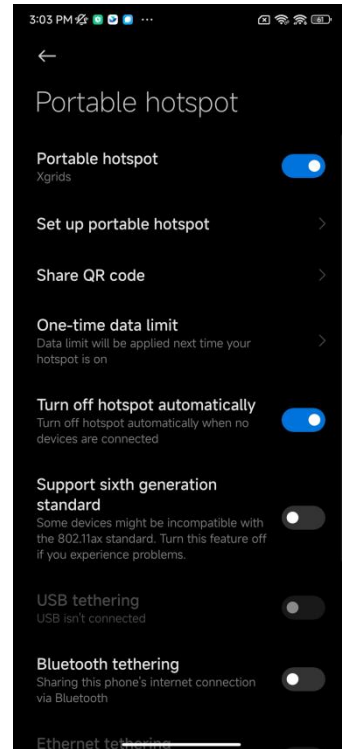 3:03 PM
61
Portable hotspot
Portable hotspot
Xgrids
Set up portable hotspot
Share QR code
One-time data limit
Data limit will be applied next time your
hotspot is on
Turn off hotspot automatically
Turn off hotspot automatically when no
devices are connected
Support sixth generation
standard
Some devices might be incompatible with
the 802.11ax standard. Turn this feature off
if you experience problems.
USB tethering
USB isn't connected
Bluetooth tethering
Sharing this phone's internet connection
via Bluetooth
Ethernet tethering